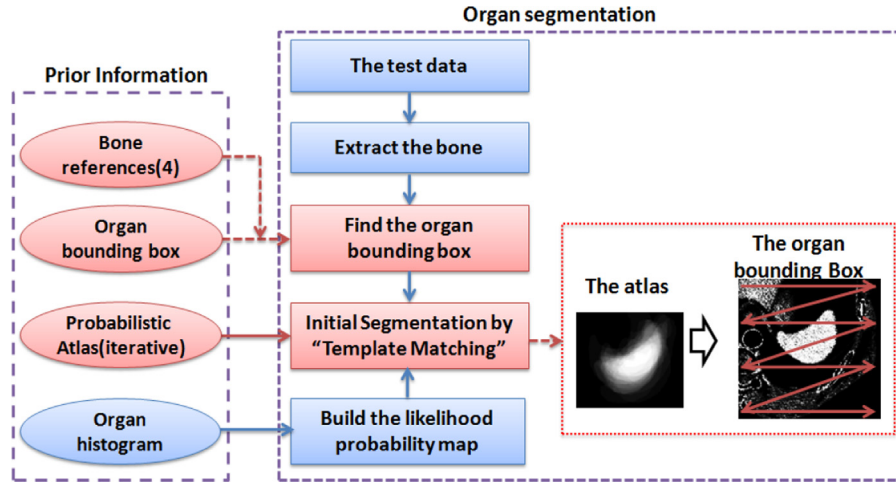 Organ segmentation
Prior Information
Bone
references(4)
Organ
bounding box
Probabilistic
Atlas(iterative)
Organ
histogram
The test data
Extract the bone
Find the organ
bounding box
Initial Segmentation by
“Template Matching”
Build the likelihood
probability map
The atlas
The organ
bounding Box